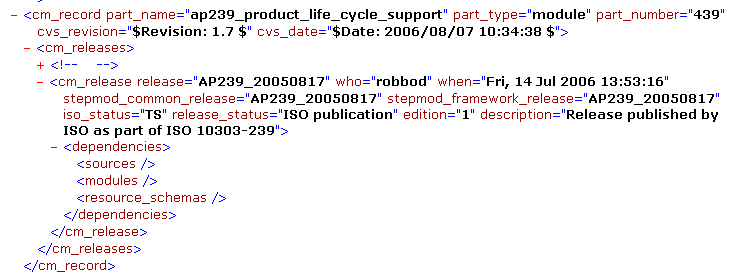 − <cm_record part_name="ap239_product_life_cycle_support" part_type="module" part_number="439"
cvs_revision="$Revision: 1.7 $" cvs_date="$Date: 2006/08/07 10:34:38 $">
− <cm_releases>
+ <!-- -->
− <cm_release release="AP239_20050817" who="robbod" when="Fri, 14 Jul 2006 13:53:16"
stepmod_common_release="AP239_20050817" stepmod_framework_release="AP239_20050817"
iso_status="TS" release_status="ISO publication" edition="1" description="Release published by
ISO as part of ISO 10303-239">
− <dependencies>
<sources />
<modules />
<resource_schemas />
</dependencies>
</cm_release>
</cm_releases>
</cm_record>